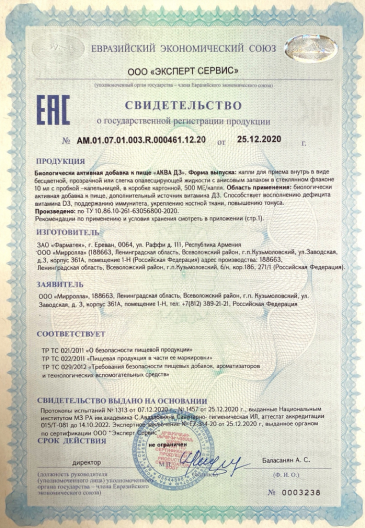 ЕВРАЗИЙСКИЙ ЭКОНОМИЧЕСКИЙ СОЮЗ
ООО «ЭКСПЕРТ СЕРВИС»
(уполномоченный орган государства – члена Евразийского экономического союза)
ЕАС
СВИДЕТЕЛЬСТВО
о государственной регистрации продукции
№ AM.01.07.01.003.R.000461.12.20 от 25.12.2020 г.
ПРОДУКЦИЯ
Биологически активная добавка к пище «АКВА Д3». Форма выпуска: капли для приема внутрь в виде
бесцветной, прозрачной или слегка опалесцирующей жидкости с анисовым запахом в стеклянном флаконе
10 мл с пробкой -капельницей, в коробке картонной, 500 МЕ/капля. Область применения: биологически
активная добавка к пище, дополнительный источник витамина Д3. Способствует восполнению дефицита
витамина D3, поддержанию иммунитета, укреплению костной ткани, повышению тонуса.
Произведено: по ТУ 10.86.10-261-63056800-2020.
Рекомендации по применению и условия хранения смотрите в приложении (стр.1).
ИЗГОТОВИТЕЛЬ
ЗАО «Фарматек», г. Ереван, 0064, ул. Раффи д, 111, Республика Армения
ООО «Мирролла» (188663, Ленинградская область, Всеволожский район, г.п.Кузьмоловский, ул.Заводская,
д.3, корпус 361А, помещение 1-Н (Российская Федерация) адрес производства: 188663,
Ленинградская область, Всеволожский район, г.п.Кузьмоловский, б/н, кор.186, 271/1 (Российская Федерация).
ЗАЯВИТЕЛЬ
ООО «Мирролла», 188663, Ленинградская область, Всеволожский район, г.п. Кузьмоловский, ул.
Заводская, д. 3, корпус 361А, помещение 1-Н, тел: +7(812) 389-21-21, Российская Федерация
СООТВЕТСТВУЕТ
ТР ТС 021/2011 «О безопасности пищевой продукции»
ТР ТС 022/2011 «Пищевая продукция в части ее маркировки»
ТР ТС 029/2012 «Требования безопасности пищевых добавок, ароматизаторов
и технологических вспомогательных средств»
СВИДЕТЕЛЬСТВО ВЫДАНО НА ОСНОВАНИИ
Протоколы испытаний № 1313 от 07.12.2020 г., № 1457 от 25.12.2020 г., выданные Национальным
институтом МЗ РА им.академика С. Авдалбекяна, Санитарно-гигиеническая ИЛ, аттестат аккредитации
015/Т-081 до 14.10.2022. Экспертное заключение № ГР-384-20 от 25.12.2020 г., выданное органом
по сертификации ООО "Эксперт Сервис"
СРОК ДЕЙСТВИЯ
не ограничен
директор
М.П.
Баласанян А. С.
(должность руководителя
(уполномоченного лица) уполномоченного
органа государства – члена Евразийского
экономического союза)
(подпись)
(Ф. И. О.)
№ 0003238